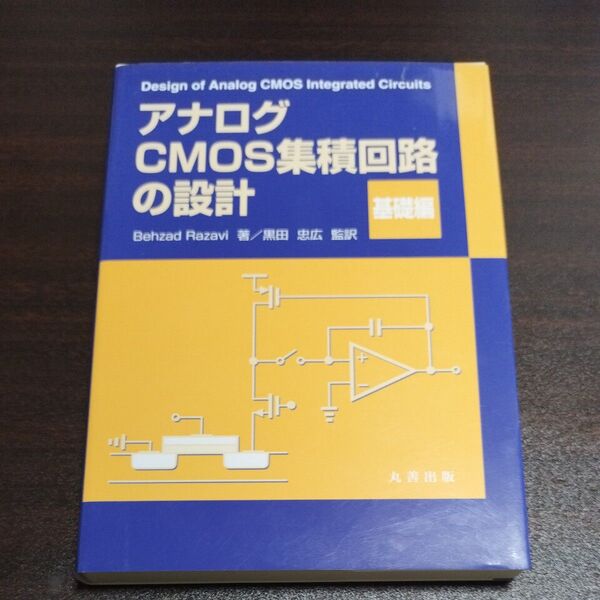 Design of Analog CMOS Integrated Circuits
アナログ
CMOS集積回路
の設計
基礎編
Behzad Razavi 著／黒田 忠広 監訳
+
−
丸善出版